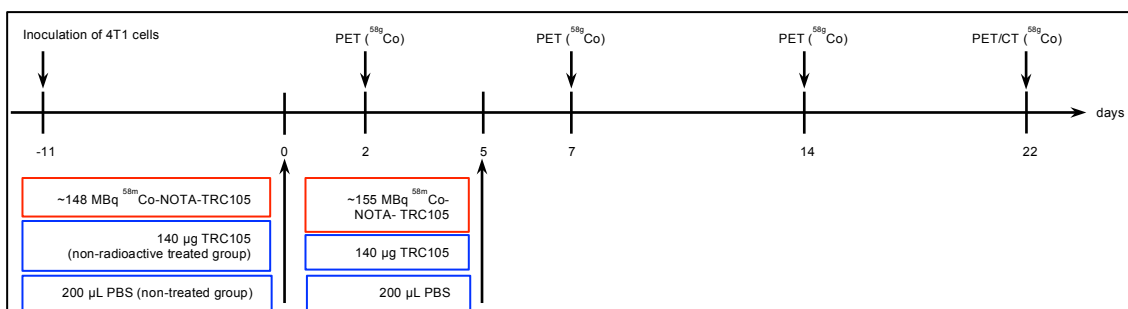 Inoculation of 4T1 cells
PET (⁵⁸ᵍCo)
PET (⁵⁸ᵍCo)
PET (⁵⁸ᵍCo)
PET/CT (⁵⁸ᵍCo)
days
-11
0
2
5
7
14
22
~148 MBq ⁵⁸ᵐCo-NOTA-TRC105
140 µg TRC105
(non-radioactive treated group)
200 µL PBS (non-treated group)
~155 MBq ⁵⁸ᵐCo-
NOTA- TRC105
140 µg TRC105
200 µL PBS